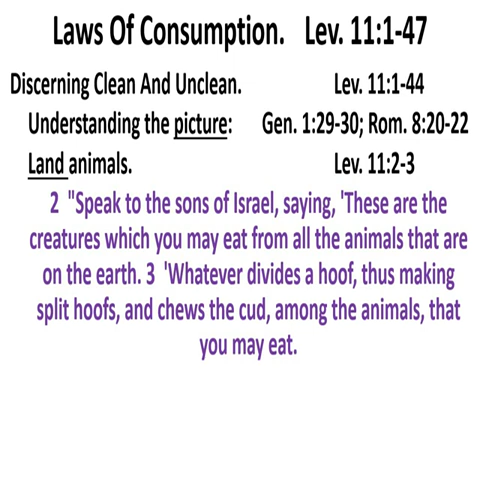 Laws Of Consumption. Lev. 11:1-47
Discerning Clean And Unclean. Lev. 11:1-44
Understanding the picture: Gen. 1:29-30; Rom. 8:20-22
Land animals. Lev. 11:2-3
2 "Speak to the sons of Israel, saying, 'These are the
creatures which you may eat from all the animals that are
on the earth. 3 'Whatever divides a hoof, thus making
split hoofs, and chews the cud, among the animals, that
you may eat.